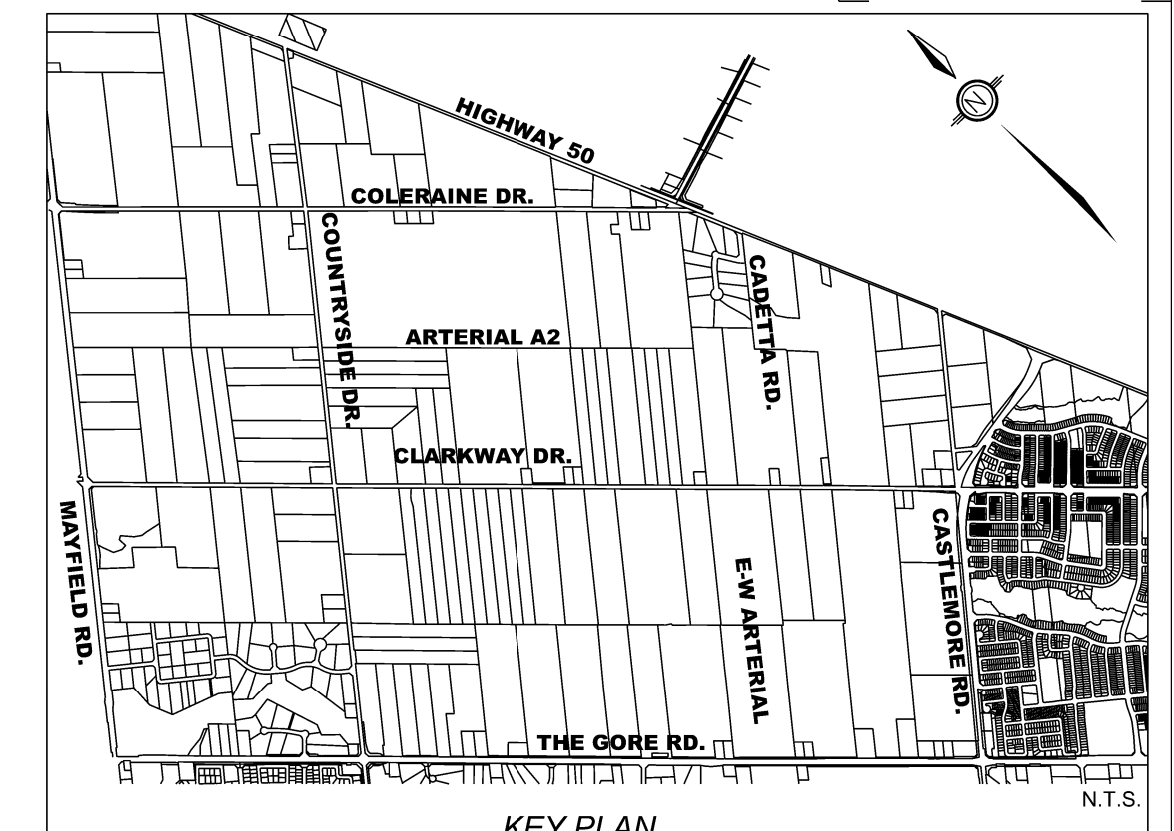 HIGHWAY 50
N
COLERAINE DR.
COUNTRYSIDE DR.
CADETTA RD.
ARTERIAL A2
CLARKWAY DR.
MAYFIELD RD.
CASTLEMORE RD.
E-W ARTERIAL
THE GORE RD.
N.T.S.
KEY PLAN